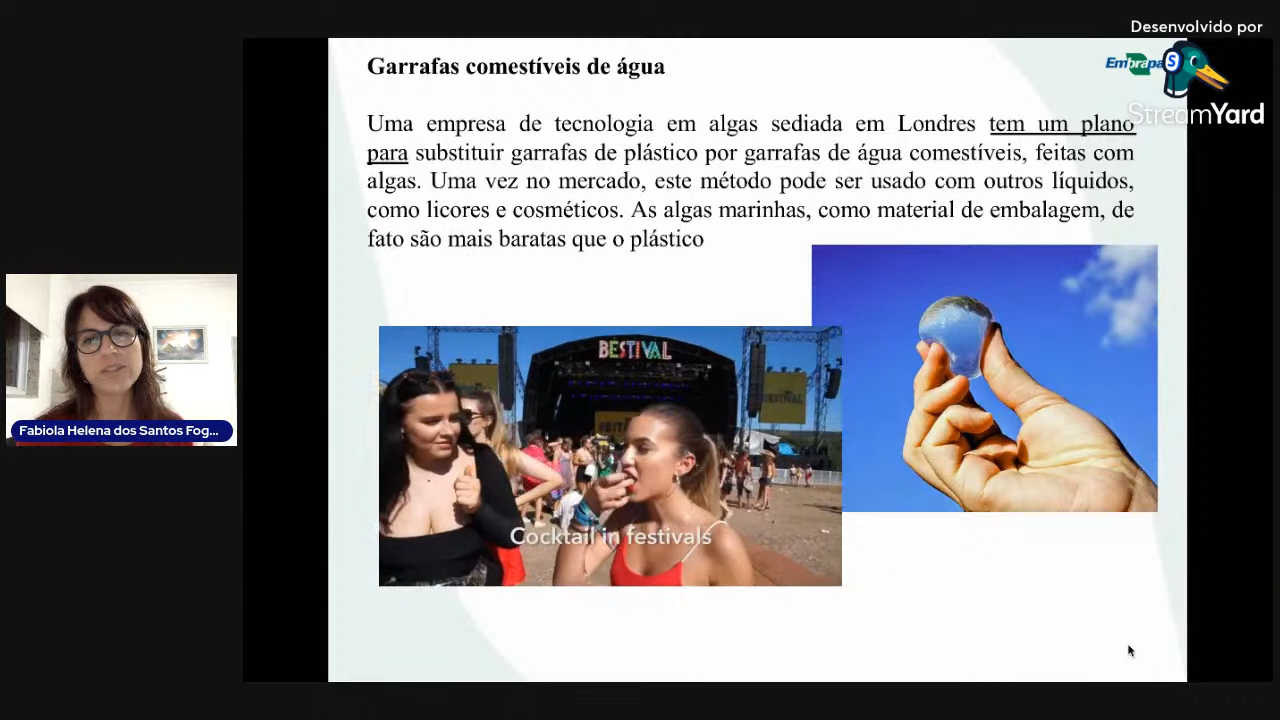 Desenvolvido por
StreamYard
Embrapa
Garrafas comestíveis de água
Uma empresa de tecnologia em algas sediada em Londres tem um plano
para substituir garrafas de plástico por garrafas de água comestíveis, feitas com
algas. Uma vez no mercado, este método pode ser usado com outros líquidos,
como licores e cosméticos. As algas marinhas, como material de embalagem, de
fato são mais baratas que o plástico
BESTIVAL
BESTIVAL
Cocktail in festivals
Fabiola Helena dos Santos Fog...